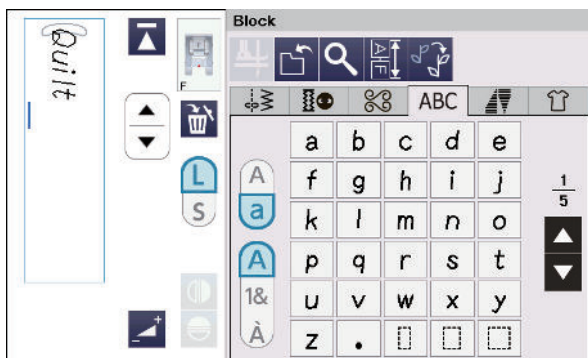 Block
Quilt
F
ABC
L
S
A
a
A
1&
À
a b c d e
f g h i j
k l m n o
p q r s t
u v w x y
z .
1
5